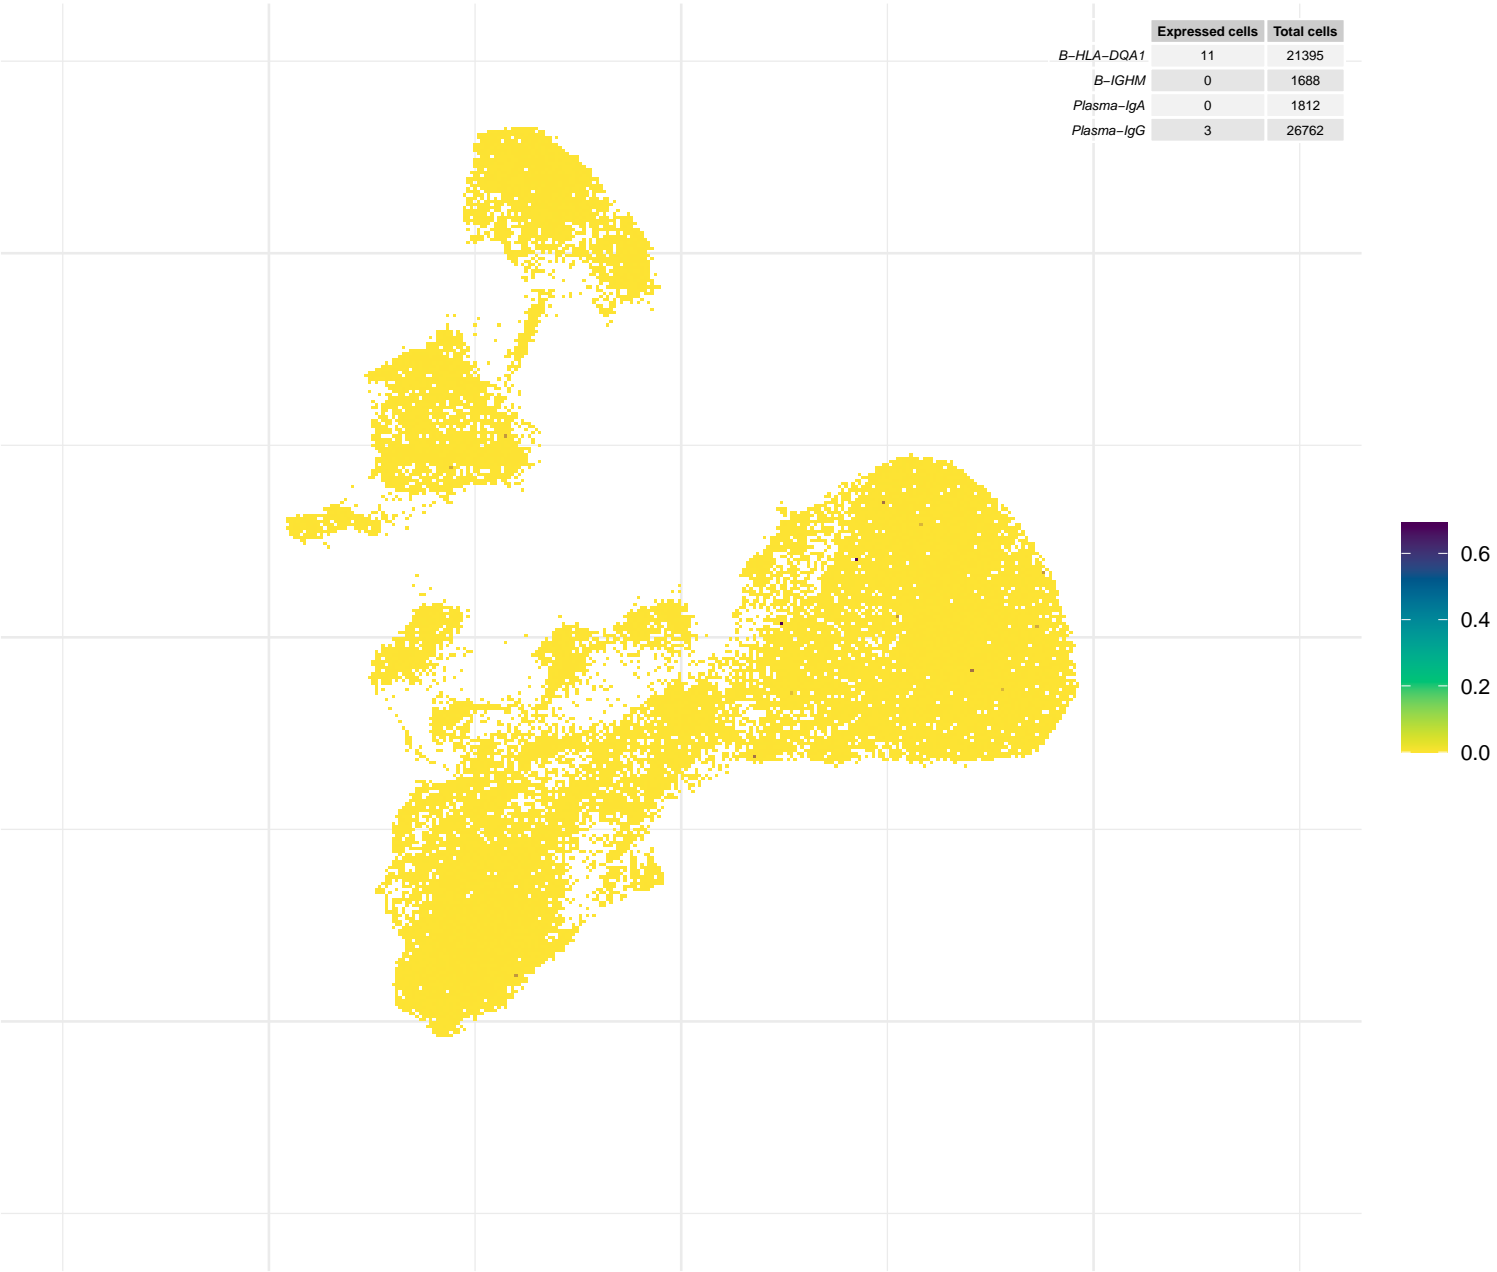 Expressed cells Total cells
B−HLA−DQA1 11 21395
B−IGHM 0 1688
Plasma−IgA 0 1812
Plasma−IgG 3 26762
0.6
0.4
0.2
0.0